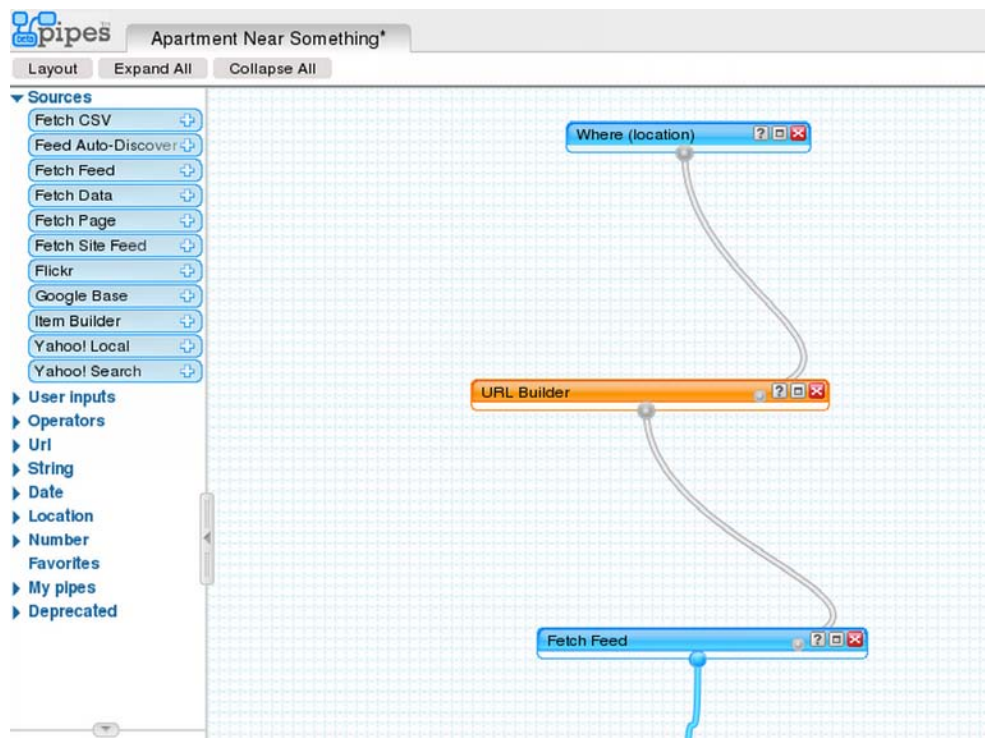 pipes
beta
Apartment Near Something*
Layout Expand All Collapse All
Sources
Fetch CSV
Feed Auto-Discover
Fetch Feed
Fetch Data
Fetch Page
Fetch Site Feed
Flickr
Google Base
Item Builder
Yahoo! Local
Yahoo! Search
User inputs
Operators
Url
String
Date
Location
Number
Favorites
My pipes
Deprecated
Where (location) ?
URL Builder ?
Fetch Feed ?